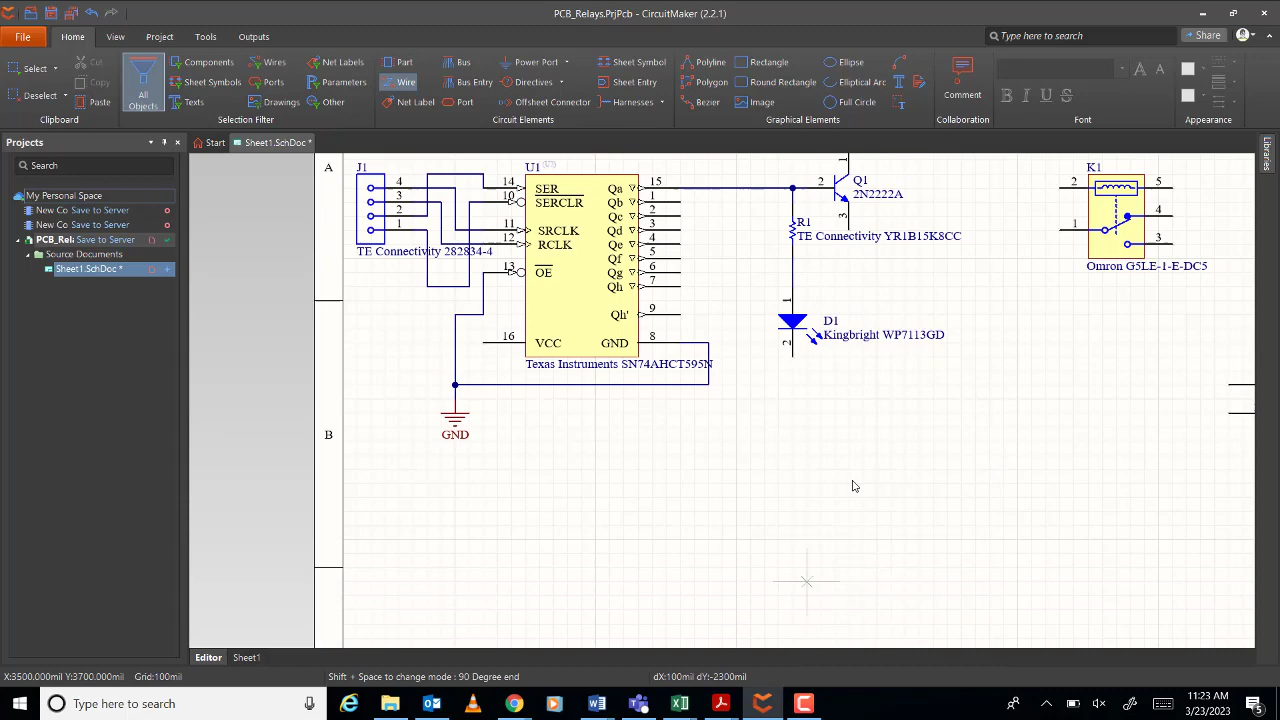 PCB_Relays.PrjPcb - CircuitMaker (2.2.1)
File Home View Project Tools Outputs Type here to search Share
Select Cut Copy Paste Deselect Clipboard
All Objects Components Wires Net Labels Sheet Symbols Ports Parameters Texts Drawings Other Selection Filter
Part Bus Power Port Sheet Symbol Wire Bus Entry Directives Sheet Entry Net Label Port Offsheet Connector Harnesses Circuit Elements
Polyline Rectangle Ellipse Polygon Round Rectangle Elliptical Arc Bezier Image Full Circle Graphical Elements
Comment Collaboration
B I U S Font
Appearance
Projects
Start Sheet1.SchDoc *
Search
My Personal Space
New Co Save to Server
New Co Save to Server
PCB_Rela Save to Server
Source Documents
Sheet1.SchDoc *
Libraries
A
B
J1
4
3
2
1
TE Connectivity 282834-4
U1
14 SER Qa 15
10 SERCLR Qb 1
Qc 2
11 SRCLK Qd 3
12 RCLK Qe 4
Qf 5
13 OE Qg 6
Qh 7
Qh' 9
16 VCC GND 8
Texas Instruments SN74AHCT595N
GND
1
2 Q1
2N2222A
3
R1
TE Connectivity YR1B15K8CC
1
D1
Kingbright WP7113GD
2
K1
2 5
4
1
3
Omron G5LE-1-E-DC5
Editor Sheet1
X:3500.000mil Y:3700.000mil Grid:100mil Shift + Space to change mode : 90 Degree end dX:100mil dY:-2300mil
Type here to search
11:23 AM
3/23/2023
5